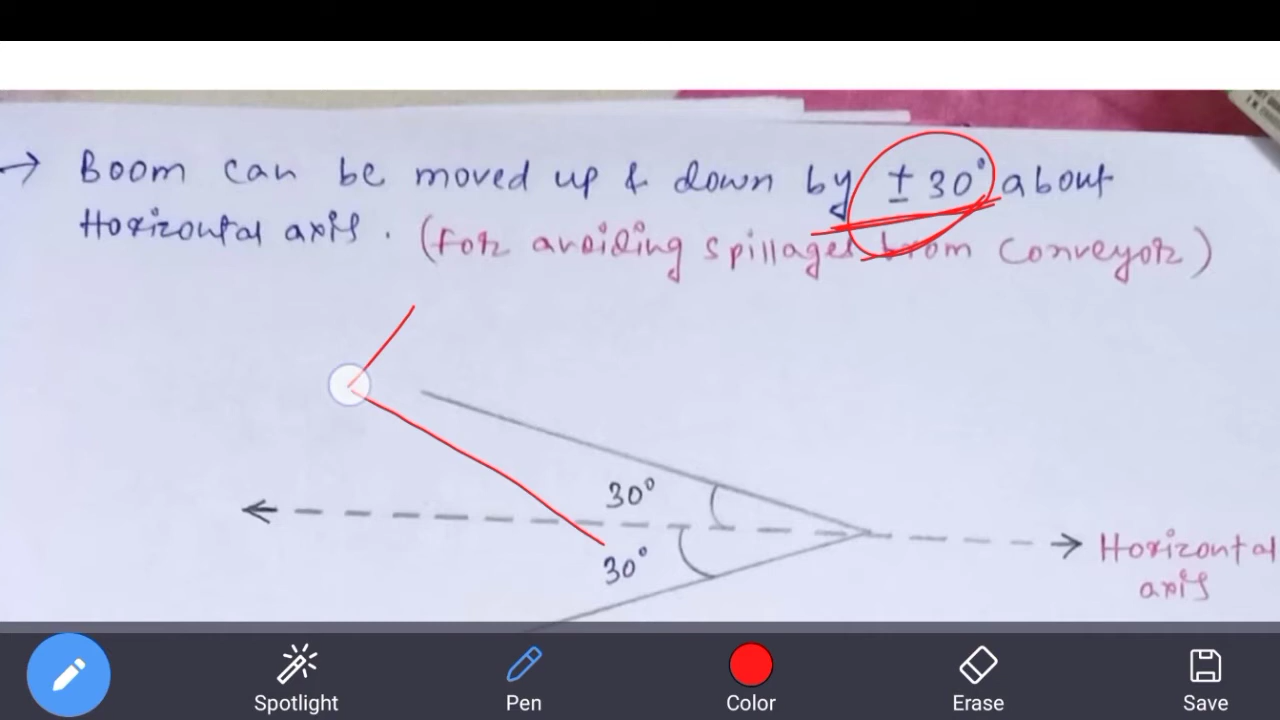 → Boom can be moved up & down by ± 30° about
Horizontal axis. (For avoiding spillages from Conveyor)
30°
30°
Horizontal
axis
Spotlight
Pen
Color
Erase
Save